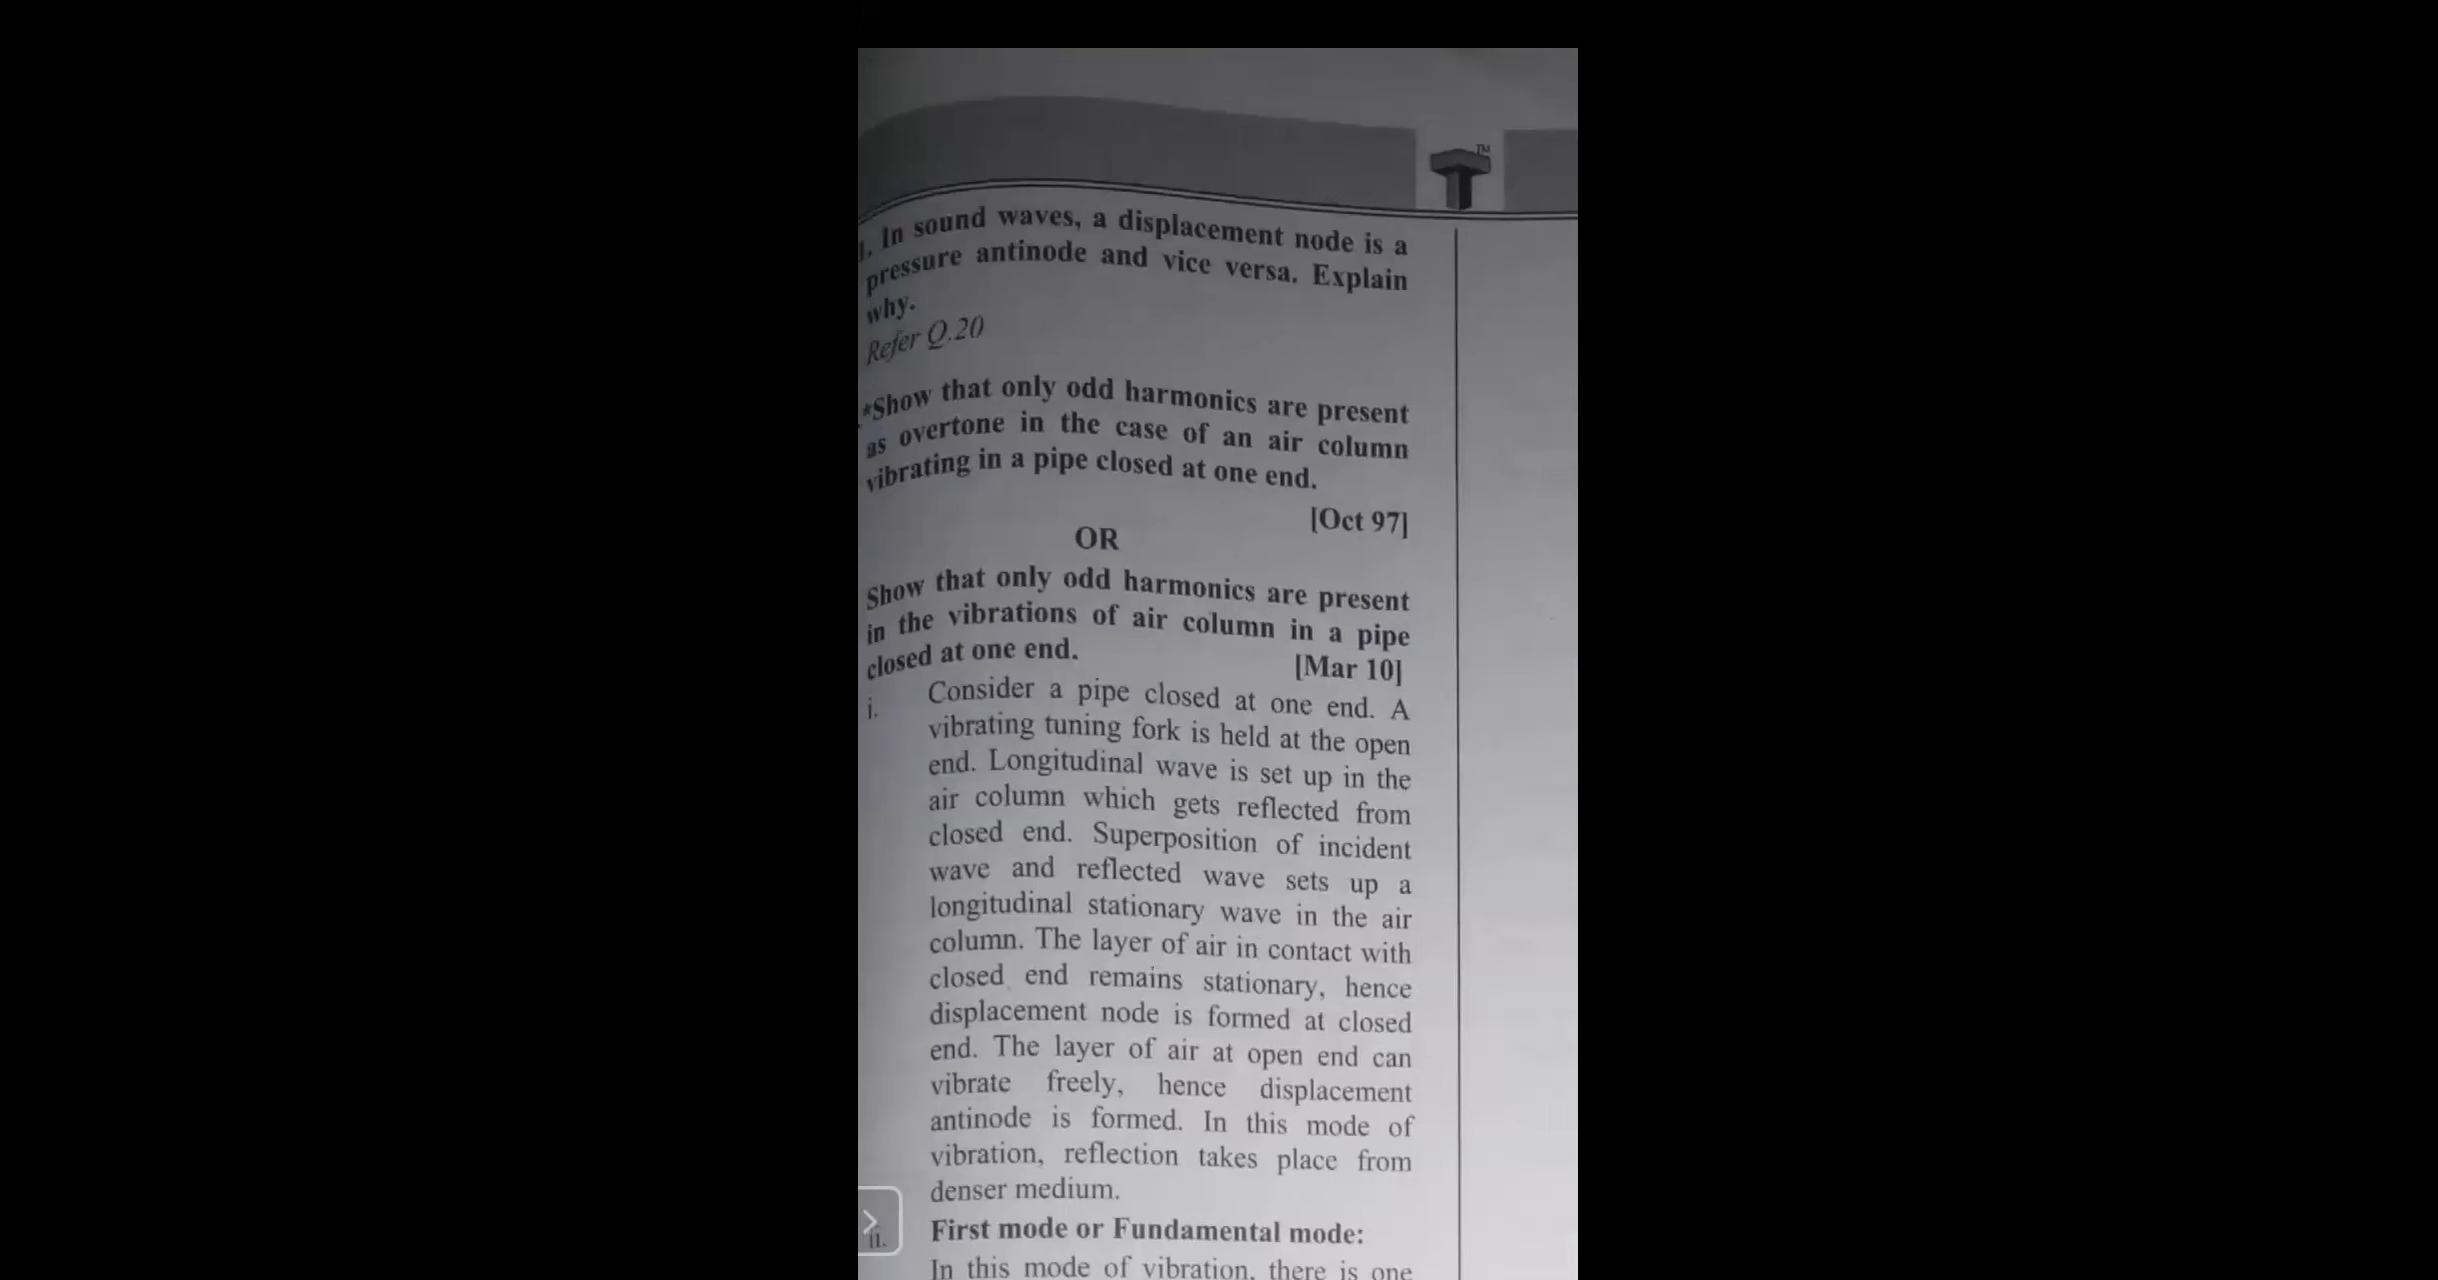 1. In sound waves, a displacement node is a
pressure antinode and vice versa. Explain
why.
Refer Q.20
*Show that only odd harmonics are present
as overtone in the case of an air column
vibrating in a pipe closed at one end.
[Oct 97]
OR
Show that only odd harmonics are present
in the vibrations of air column in a pipe
closed at one end. [Mar 10]
i. Consider a pipe closed at one end. A
vibrating tuning fork is held at the open
end. Longitudinal wave is set up in the
air column which gets reflected from
closed end. Superposition of incident
wave and reflected wave sets up a
longitudinal stationary wave in the air
column. The layer of air in contact with
closed end remains stationary, hence
displacement node is formed at closed
end. The layer of air at open end can
vibrate freely, hence displacement
antinode is formed. In this mode of
vibration, reflection takes place from
denser medium.
ii. First mode or Fundamental mode:
In this mode of vibration, there is one
TM